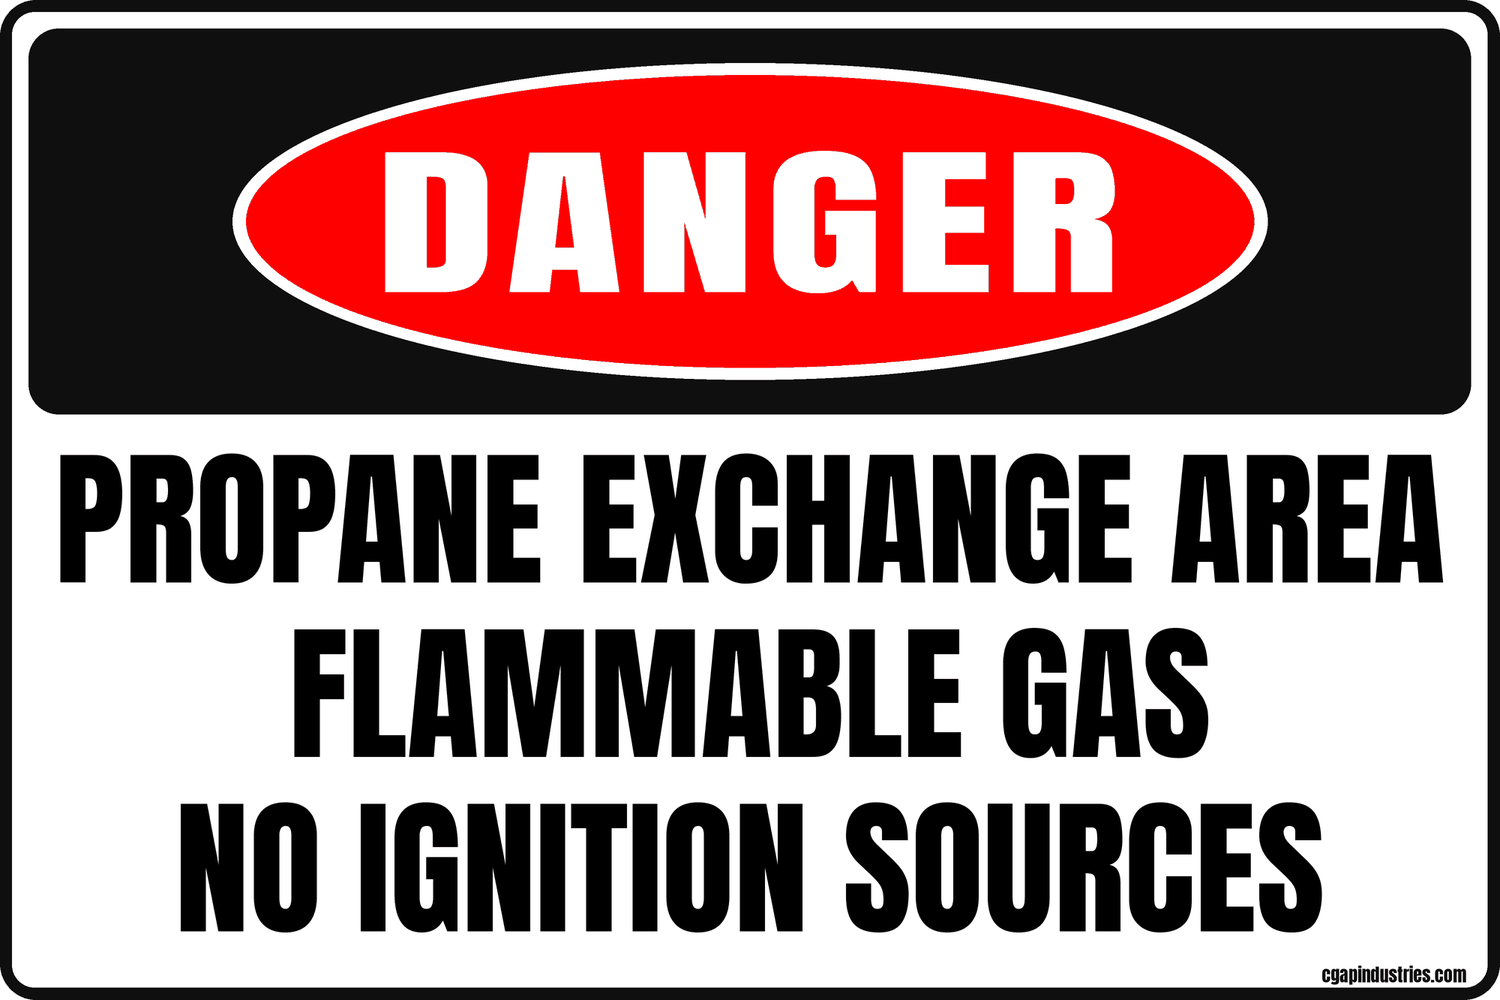 DANGER
PROPANE EXCHANGE AREA
FLAMMABLE GAS
NO IGNITION SOURCES
cgapindustries.com